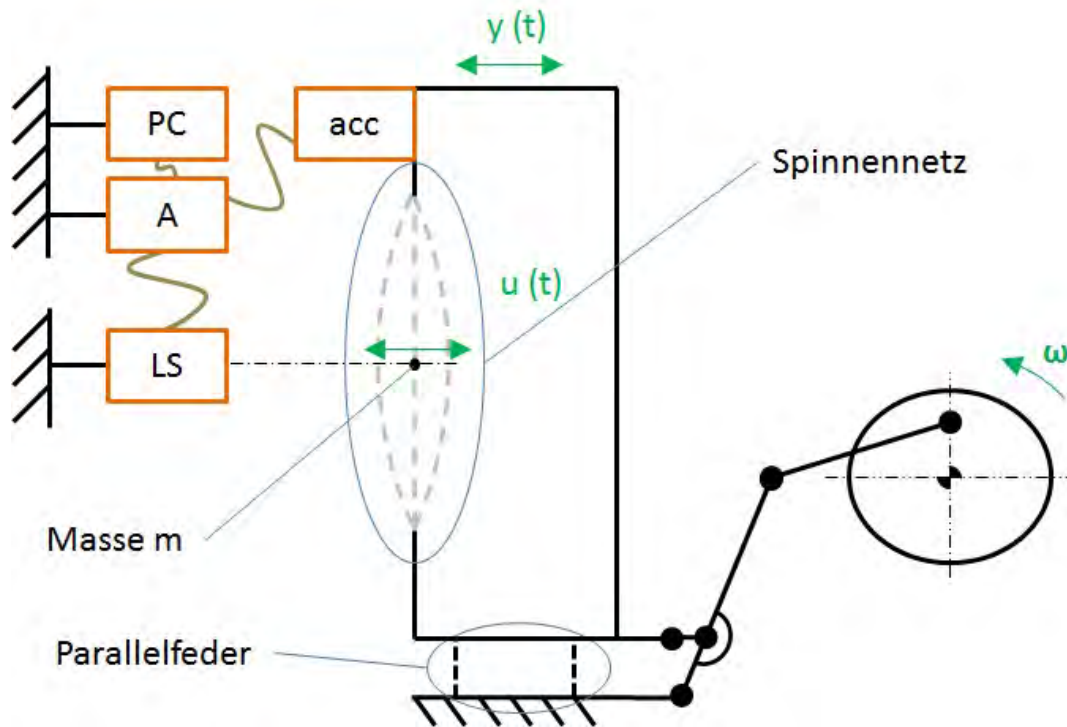 y (t)
PC
acc
A
Spinnennetz
u (t)
LS
ω
Masse m
Parallelfeder